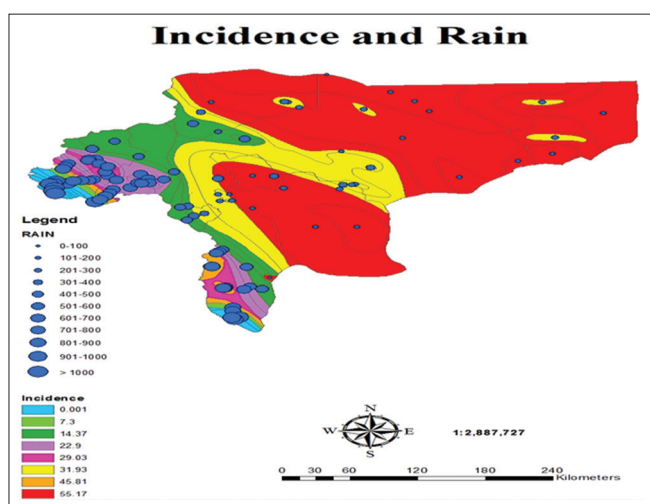 Incidence and Rain
Legend
RAIN
0-100
101-200
201-300
301-400
401-500
501-600
601-700
701-800
801-900
901-1000
> 1000
Incidence
0.001
7.3
14.37
22.9
29.03
31.93
45.81
55.17
N
W E
S
1:2,887,727
0 30 60 120 180 240
Kilometers